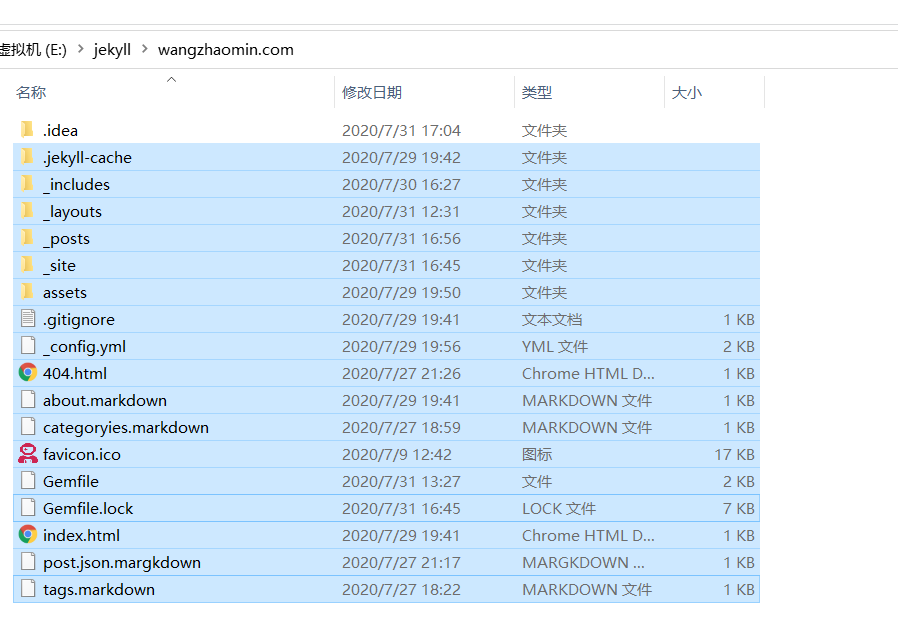 虚拟机 (E:) > jekyll > wangzhaomin.com
名称 修改日期 类型 大小
.idea 2020/7/31 17:04 文件夹
.jekyll-cache 2020/7/29 19:42 文件夹
_includes 2020/7/30 16:27 文件夹
_layouts 2020/7/31 12:31 文件夹
_posts 2020/7/31 16:56 文件夹
_site 2020/7/31 16:45 文件夹
assets 2020/7/29 19:50 文件夹
.gitignore 2020/7/29 19:41 文本文档 1 KB
_config.yml 2020/7/29 19:56 YML 文件 2 KB
404.html 2020/7/27 21:26 Chrome HTML D... 1 KB
about.markdown 2020/7/29 19:41 MARKDOWN 文件 1 KB
categoryies.markdown 2020/7/27 18:59 MARKDOWN 文件 1 KB
favicon.ico 2020/7/9 12:42 图标 17 KB
Gemfile 2020/7/31 13:27 文件 2 KB
Gemfile.lock 2020/7/31 16:45 LOCK 文件 7 KB
index.html 2020/7/29 19:41 Chrome HTML D... 1 KB
post.json.margkdown 2020/7/27 21:17 MARGKDOWN ... 1 KB
tags.markdown 2020/7/27 18:22 MARKDOWN 文件 1 KB